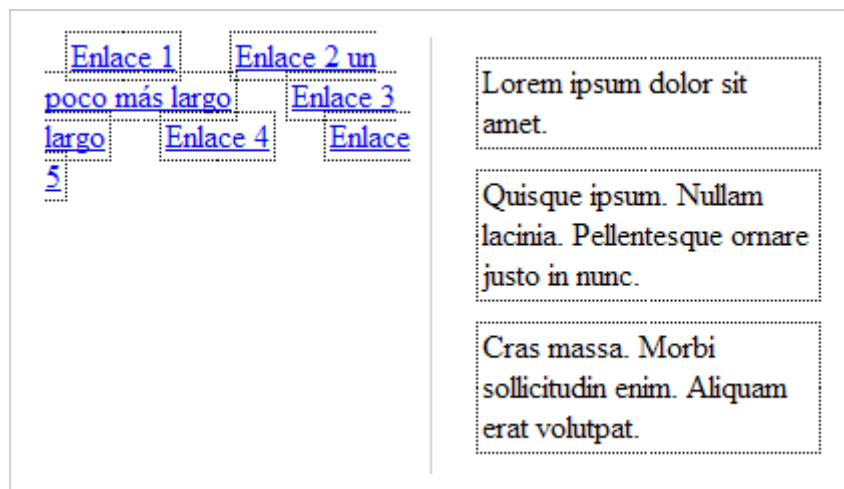 Enlace 1 Enlace 2 un
poco más largo Enlace 3
largo Enlace 4 Enlace
5
Lorem ipsum dolor sit
amet.
Quisque ipsum. Nullam
lacinia. Pellentesque ornare
justo in nunc.
Cras massa. Morbi
sollicitudin enim. Aliquam
erat volutpat.